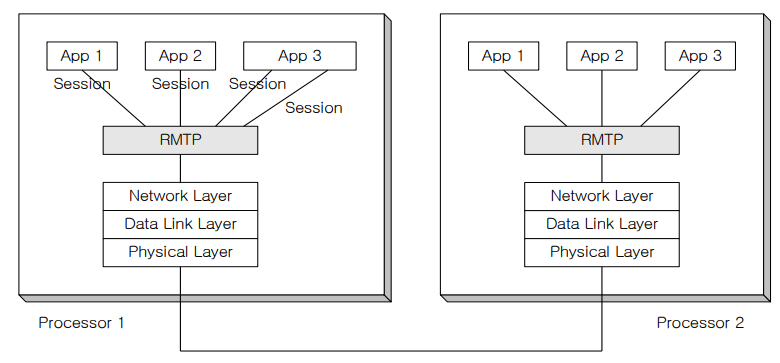 App 1 App 2 App 3
Session Session Session
Session
RMTP
Network Layer
Data Link Layer
Physical Layer
Processor 1
App 1 App 2 App 3
RMTP
Network Layer
Data Link Layer
Physical Layer
Processor 2